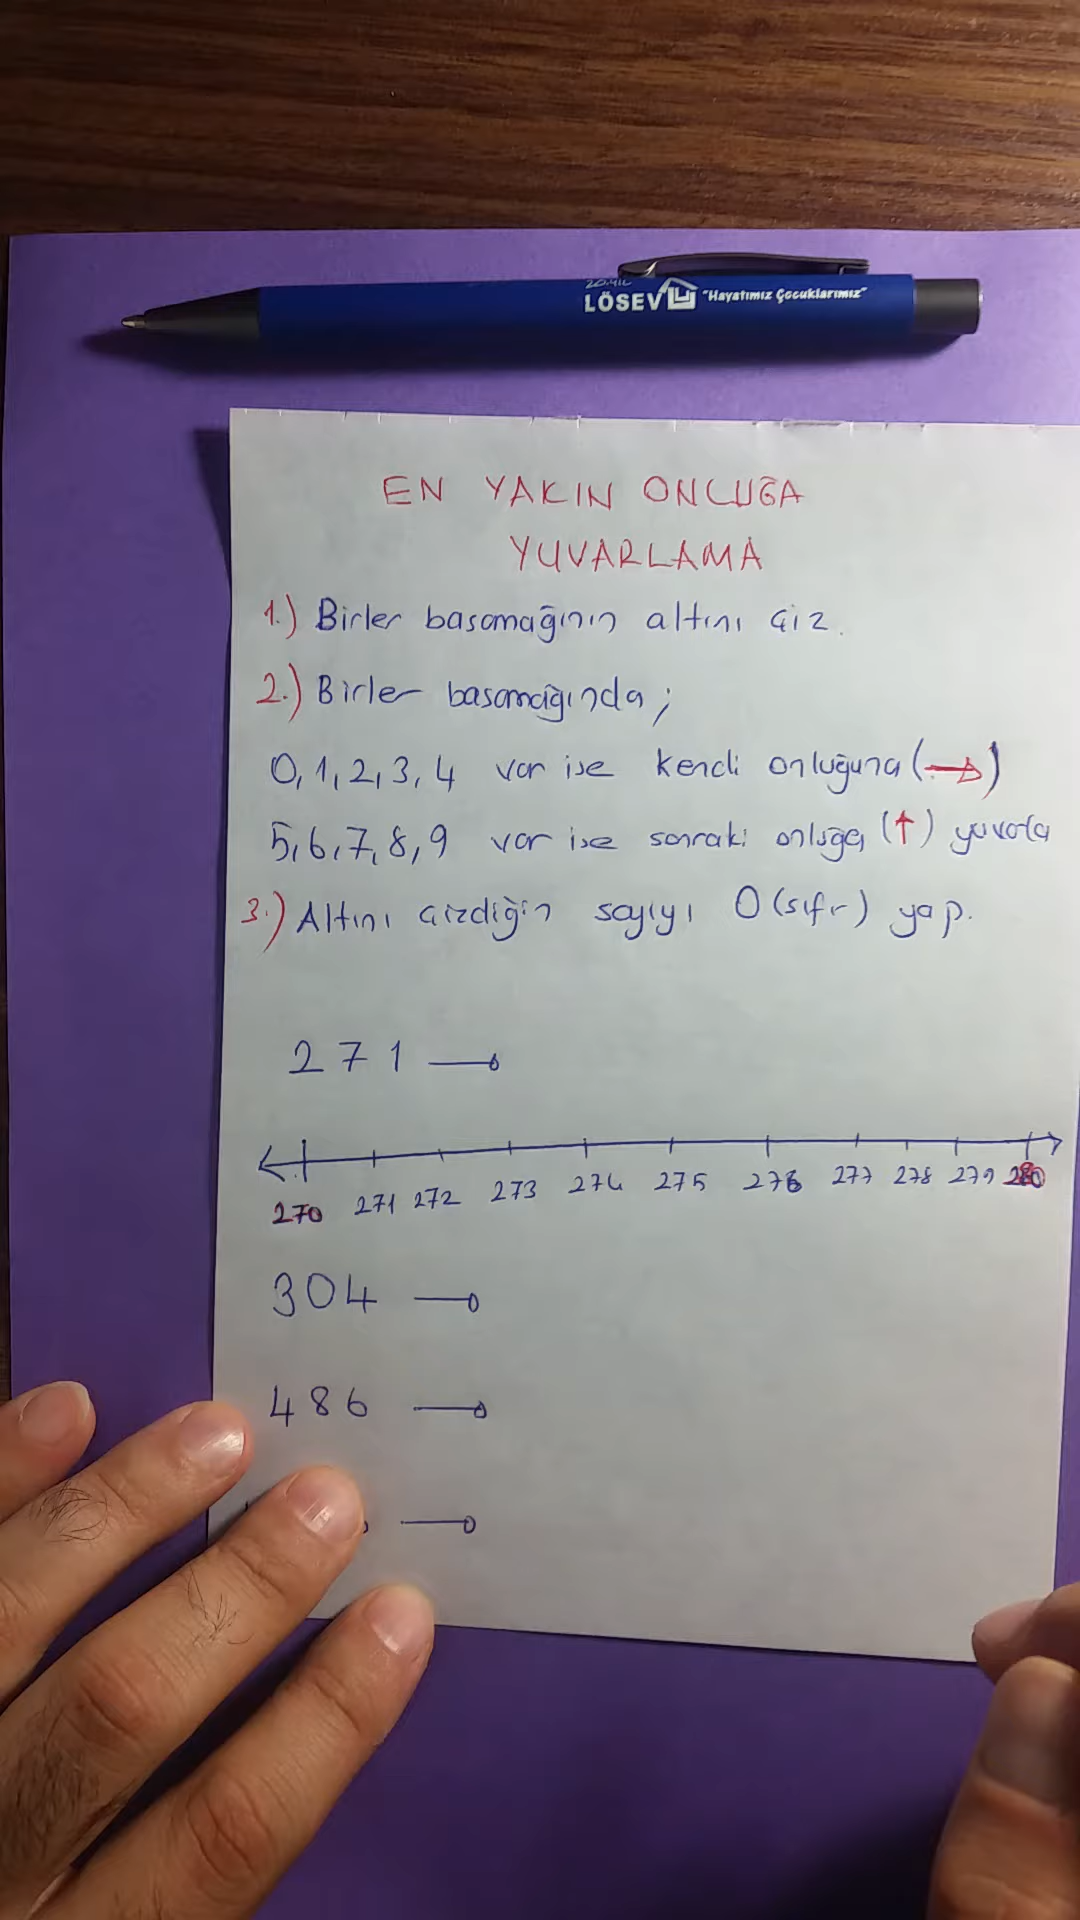 20.YIL
LÖSEV "Hayatımız Çocuklarımız"
EN YAKIN ONLUĞA
YUVARLAMA
1.) Birler basamağının altını çiz.
2.) Birler basamağında;
0, 1, 2, 3, 4 var ise kendi onluğuna (→)
5, 6, 7, 8, 9 var ise sonraki onluğa (↑) yuvarla
3.) Altını çizdiğin sayıyı 0 (sıfır) yap.
271 →
270 271 272 273 274 275 276 277 278 279 280
304 →
486 →